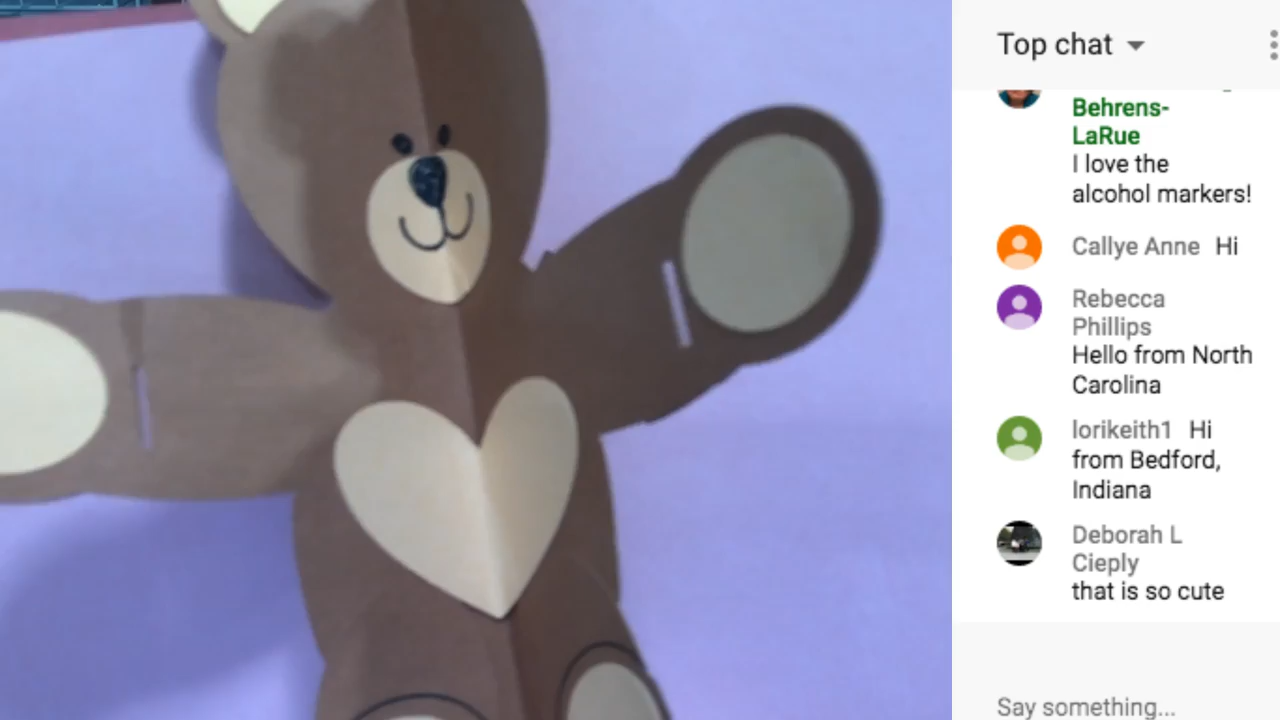 Top chat
Behrens-
LaRue
I love the
alcohol markers!
Callye Anne Hi
Rebecca
Phillips
Hello from North
Carolina
lorikeith1 Hi
from Bedford,
Indiana
Deborah L
Cieply
that is so cute
Say something...